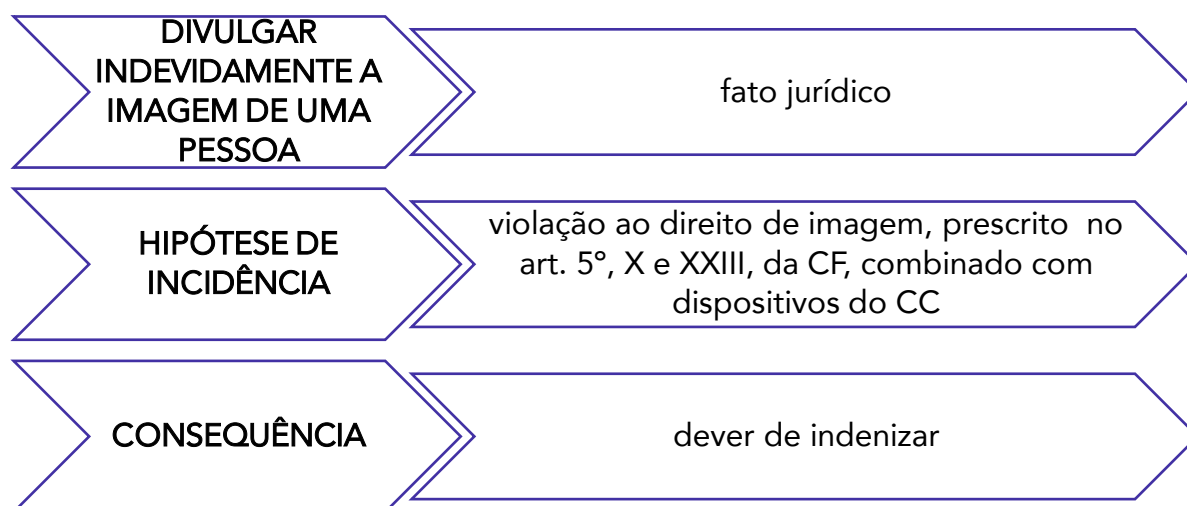 DIVULGAR
INDEVIDAMENTE A
IMAGEM DE UMA
PESSOA
fato jurídico
HIPÓTESE DE
INCIDÊNCIA
violação ao direito de imagem, prescrito no
art. 5º, X e XXIII, da CF, combinado com
dispositivos do CC
CONSEQUÊNCIA
dever de indenizar